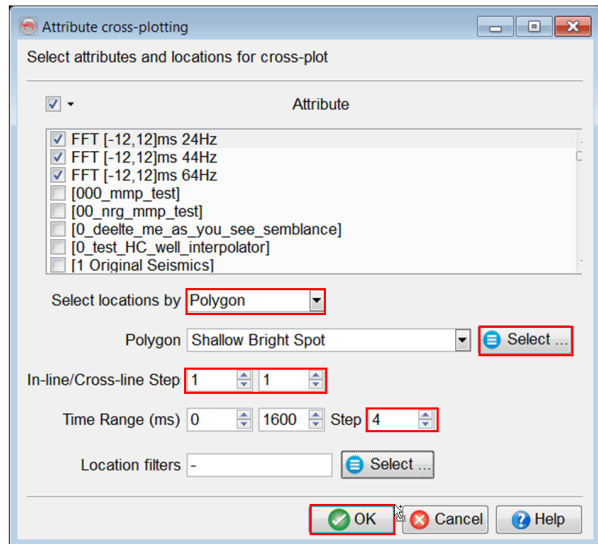 Attribute cross-plotting
Select attributes and locations for cross-plot
Attribute
FFT [-12,12]ms 24Hz
FFT [-12,12]ms 44Hz
FFT [-12,12]ms 64Hz
[000_mmp_test]
[00_nrg_mmp_test]
[0_deelte_me_as_you_see_semblance]
[0_test_HC_well_interpolator]
[1 Original Seismics]
Select locations by Polygon
Polygon Shallow Bright Spot Select ...
In-line/Cross-line Step 1 1
Time Range (ms) 0 1600 Step 4
Location filters - Select ...
OK Cancel Help